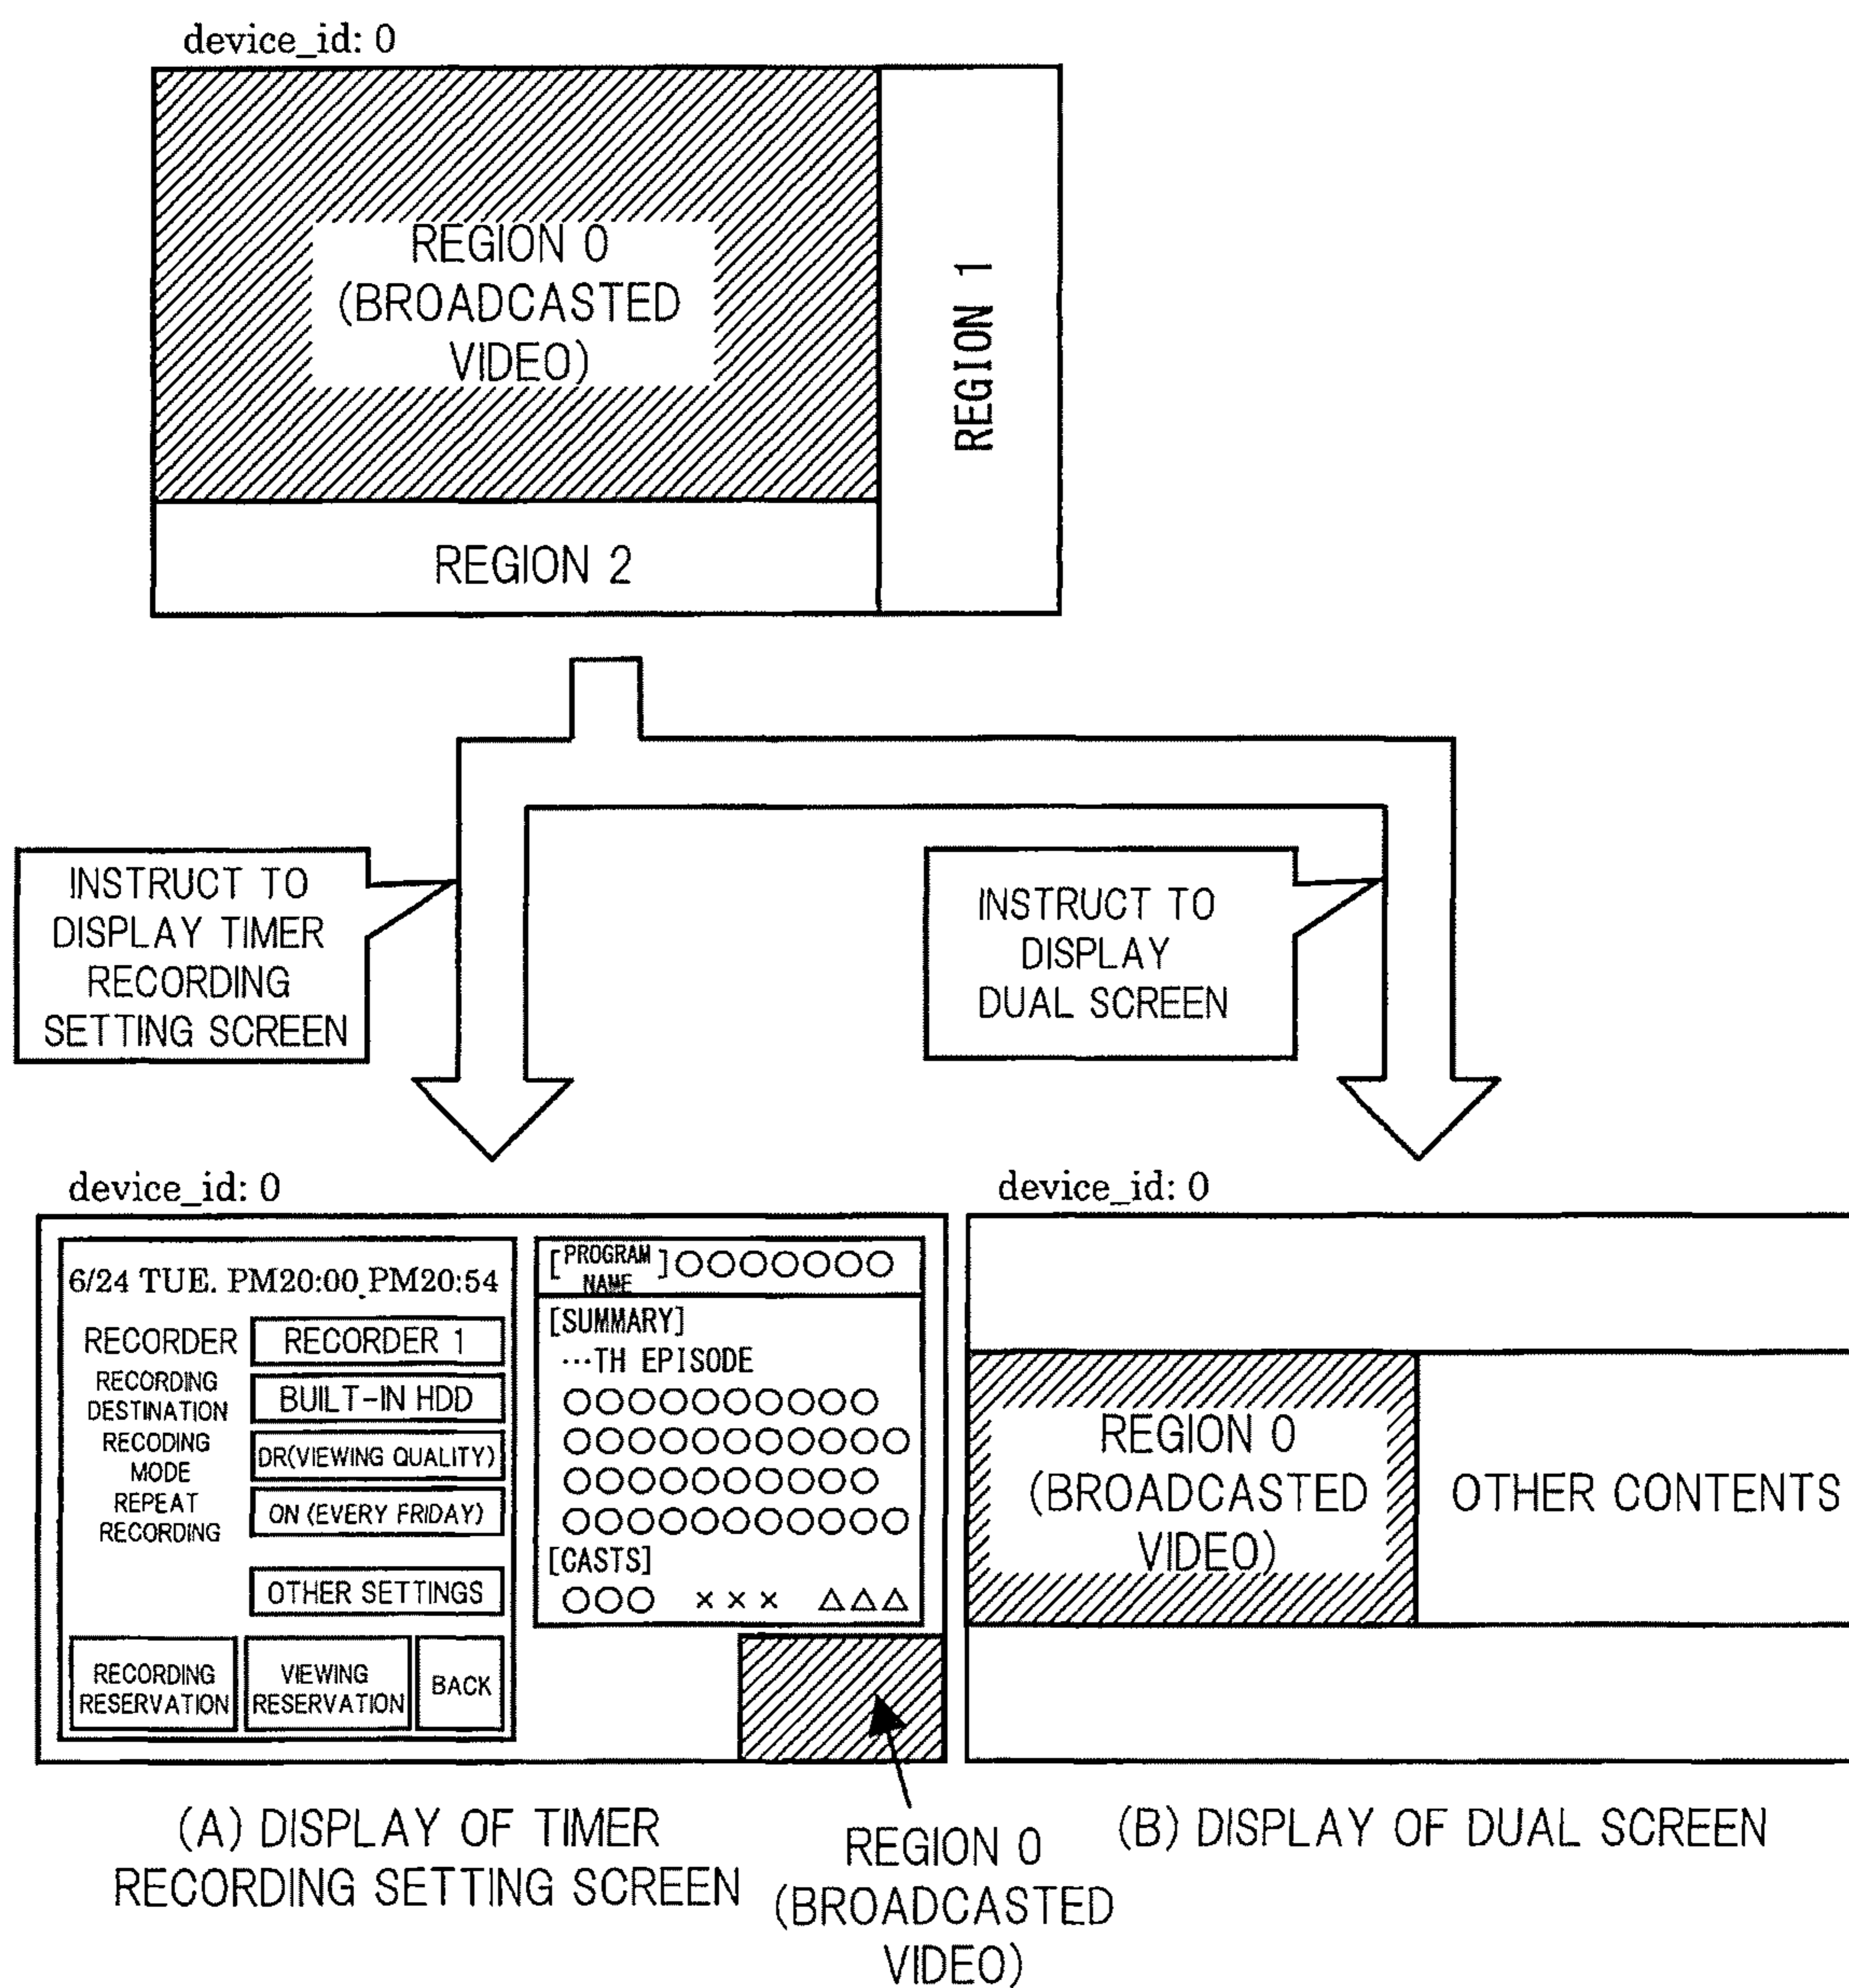 device_id: 0
REGION 0
(BROADCASTED
VIDEO)
REGION 1
REGION 2
INSTRUCT TO
DISPLAY TIMER
RECORDING
SETTING SCREEN
INSTRUCT TO
DISPLAY
DUAL SCREEN
device_id: 0
6/24 TUE. PM20:00_PM20:54
RECORDER RECORDER 1
RECORDING
DESTINATION
BUILT-IN HDD
RECODING
MODE
DR(VIEWING QUALITY)
REPEAT
RECORDING
ON (EVERY FRIDAY)
OTHER SETTINGS
RECORDING
RESERVATION
VIEWING
RESERVATION
BACK
[PROGRAM
NAME] ○○○○○○○
[SUMMARY]
…TH EPISODE
○○○○○○○○○○
○○○○○○○○○○○
○○○○○○○○○○
○○○○○○○○○○○
[CASTS]
○○○ ××× △△△
device_id: 0
REGION 0
(BROADCASTED
VIDEO)
OTHER CONTENTS
(A) DISPLAY OF TIMER
RECORDING SETTING SCREEN
REGION 0
(BROADCASTED
VIDEO)
(B) DISPLAY OF DUAL SCREEN